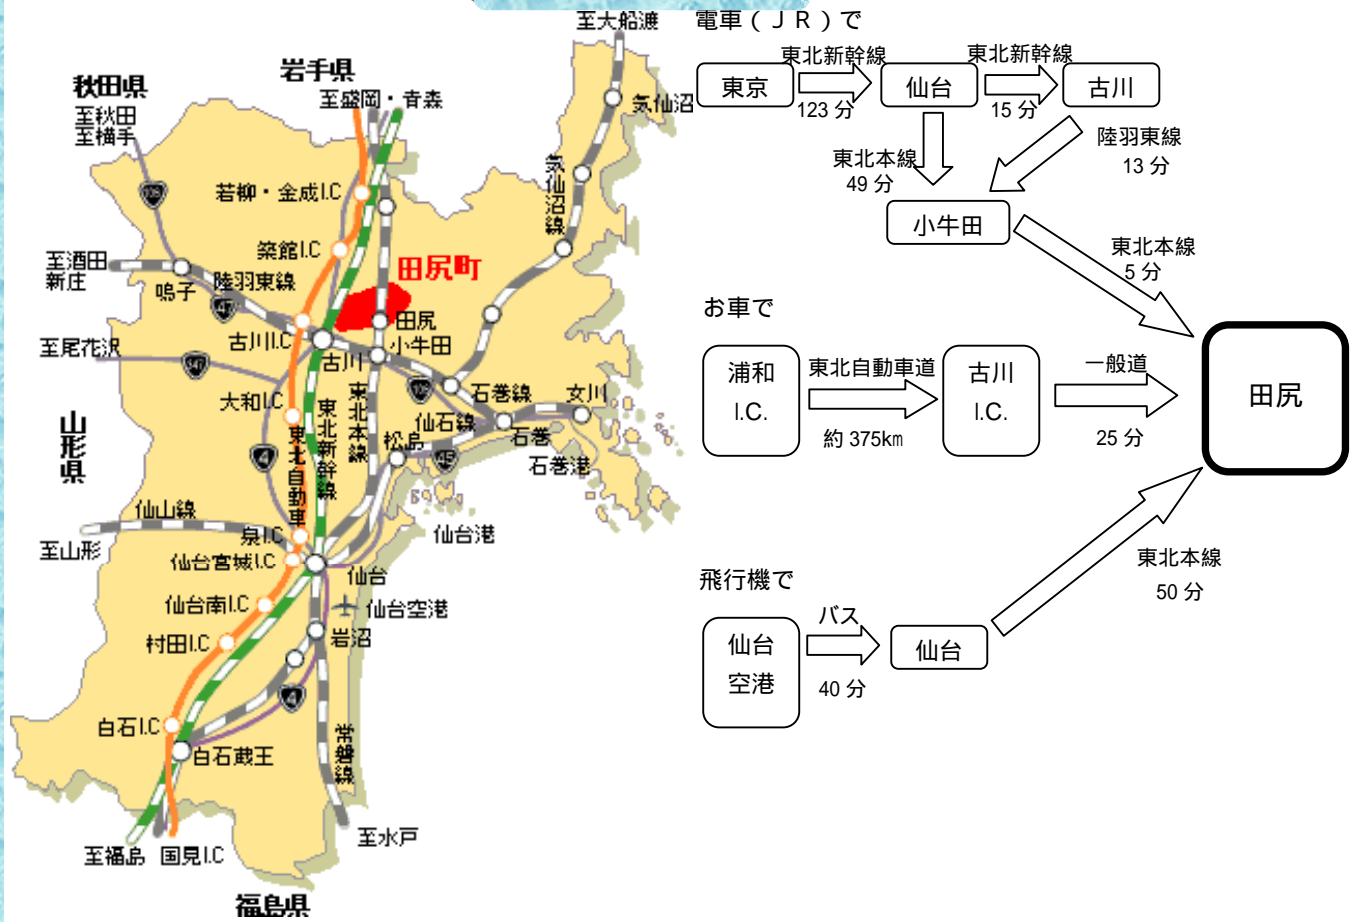 至大船渡
岩手県
至盛岡・青森
秋田県
至秋田
至横手
気仙沼
気仙沼線
108
若柳・金成I.C
築館I.C
至酒田
新庄
鳴子
陸羽東線
47
田尻町
田尻
古川I.C
古川
小牛田
至尾花沢
347
108
大和I.C
東北新幹線
東北本線
石巻線
女川
仙石線
石巻
石巻港
松島
45
山形県
4
東北自動車
仙山線
至山形
泉I.C
仙台港
仙台宮城I.C
仙台
仙台南I.C
仙台空港
村田I.C
岩沼
4
白石I.C
白石蔵王
常磐線
至水戸
至福島
国見I.C
福島県
電車(JR)で
東京
東北新幹線
123 分
仙台
東北新幹線
15 分
古川
東北本線
49 分
陸羽東線
13 分
小牛田
東北本線
5 分
お車で
浦和
I.C.
東北自動車道
約 375km
古川
I.C.
一般道
25 分
田尻
飛行機で
仙台
空港
バス
40 分
仙台
東北本線
50 分